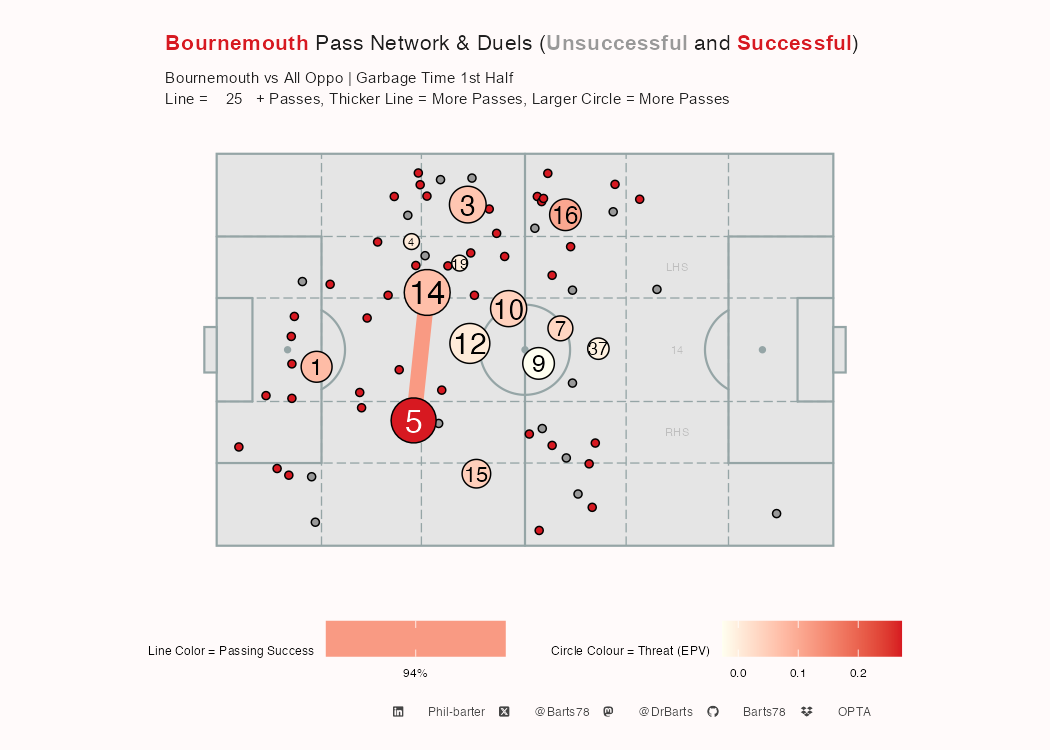 Bournemouth Pass Network & Duels (Unsuccessful and Successful)
Bournemouth vs All Oppo | Garbage Time 1st Half
Line = 25 + Passes, Thicker Line = More Passes, Larger Circle = More Passes
3
16
4
19
LHS
14
10
7
12
37
14
9
1
5
RHS
15
Line Color = Passing Success
94%
Circle Colour = Threat (EPV)
0.0 0.1 0.2
Phil-barter @Barts78 @DrBarts Barts78 OPTA